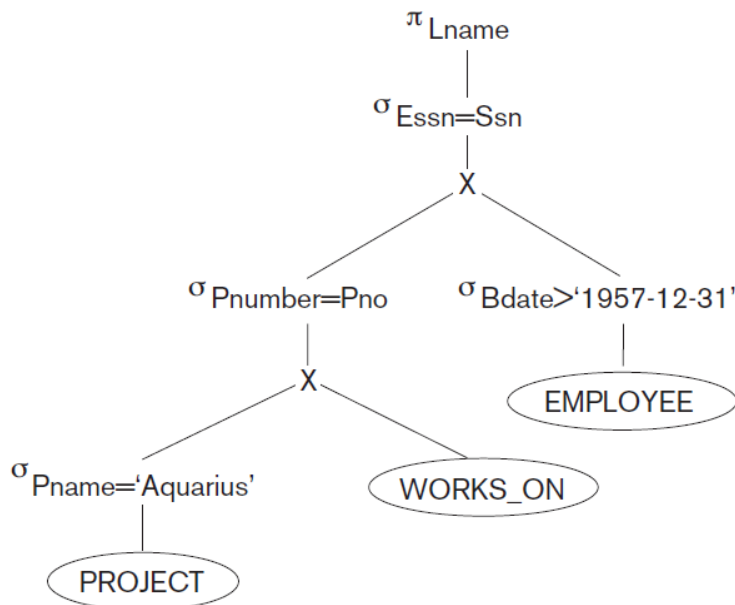 π Lname
σ Essn=Ssn
X
σ Pnumber=Pno
σ Bdate>‘1957-12-31’
X
EMPLOYEE
σ Pname=‘Aquarius’
WORKS_ON
PROJECT